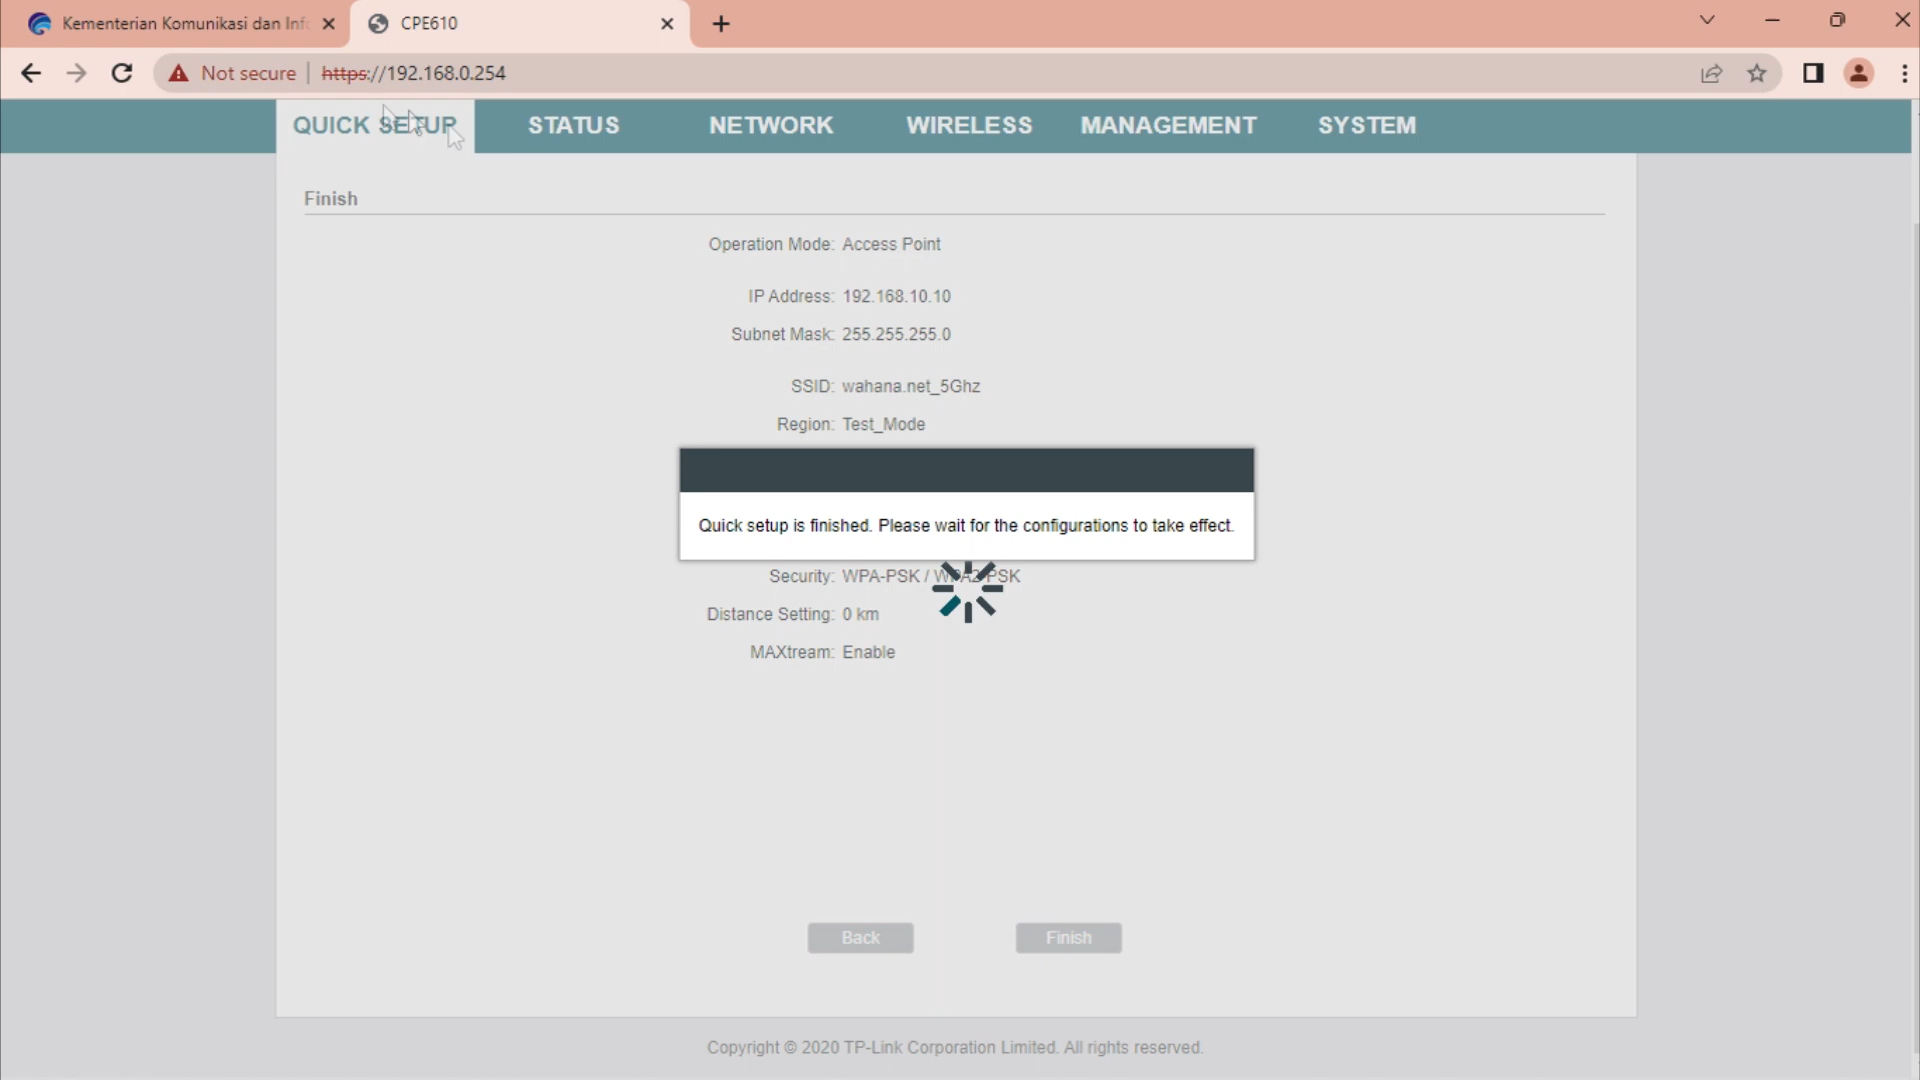 Kementerian Komunikasi dan Info
CPE610
Not secure
https://192.168.0.254
QUICK SETUP
STATUS
NETWORK
WIRELESS
MANAGEMENT
SYSTEM
Finish
Operation Mode: Access Point
IP Address: 192.168.10.10
Subnet Mask: 255.255.255.0
SSID: wahana.net_5Ghz
Region: Test_Mode
Quick setup is finished. Please wait for the configurations to take effect.
Security: WPA-PSK / WPA2-PSK
Distance Setting: 0 km
MAXtream: Enable
Back
Finish
Copyright © 2020 TP-Link Corporation Limited. All rights reserved.